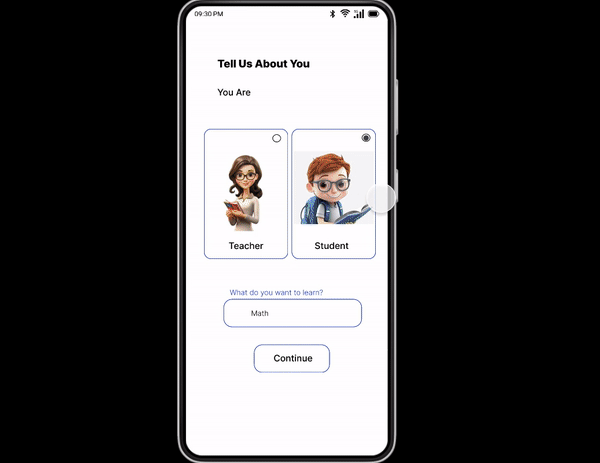 09:30 PM
Tell Us About You
You Are
Teacher
Student
What do you want to learn?
Math
Continue